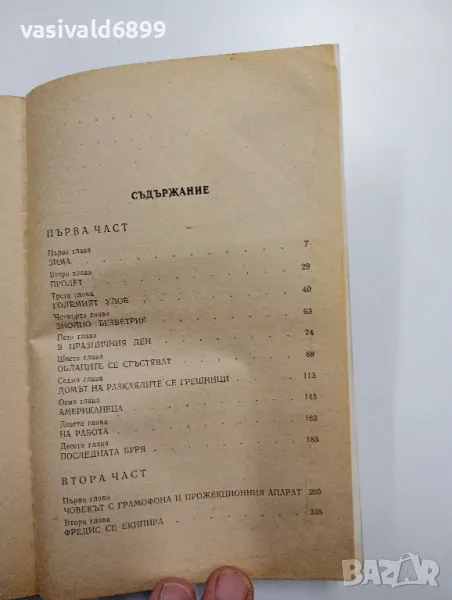 vasivald6899
СЪДЪРЖАНИЕ
ПЪРВА ЧАСТ
Първа глава
ЗИМА 7
Втора глава
ПРОЛЕТ 29
Трета глава
ГОЛЕМИЯТ УЛОВ 40
Четвърта глава
ЗНОЙНО БЕЗВЕТРИЕ 63
Пета глава
В ПРАЗНИЧНИЯ ДЕН 74
Шеста глава
ОБЛАЦИТЕ СЕ СГЪСТЯВАТ 88
Седма глава
ДОМЪТ НА РАЗКАЯЛИТЕ СЕ ГРЕШНИЦИ 113
Осма глава
АМЕРИКАНЕЦА 143
Девета глава
НА РАБОТА 162
Десета глава
ПОСЛЕДНАТА БУРЯ 183
ВТОРА ЧАСТ
Първа глава
ЧОВЕКЪТ С ГРАМОФОНА И ПРОЖЕКЦИОННИЯ АПАРАТ 205
Втора глава
ФРЕДИС СЕ ЕКИПИРА 235
BAZAR.bg